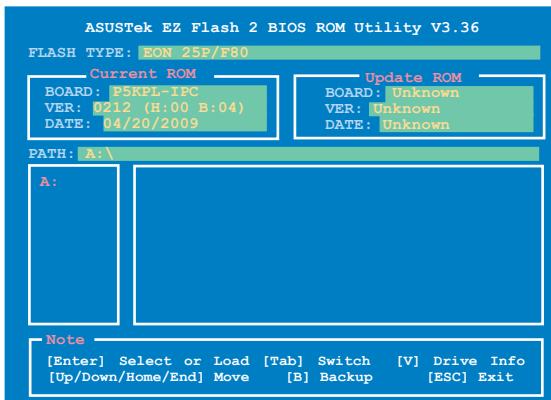 ASUSTek EZ Flash 2 BIOS ROM Utility V3.36
FLASH TYPE: EON 25P/F80
Current ROM
BOARD: P5KPL-IPC
VER: 0212 (H:00 B:04)
DATE: 04/20/2009
Update ROM
BOARD: Unknown
VER: Unknown
DATE: Unknown
PATH: A:\
A:
Note
[Enter] Select or Load [Tab] Switch [V] Drive Info
[Up/Down/Home/End] Move [B] Backup [ESC] Exit